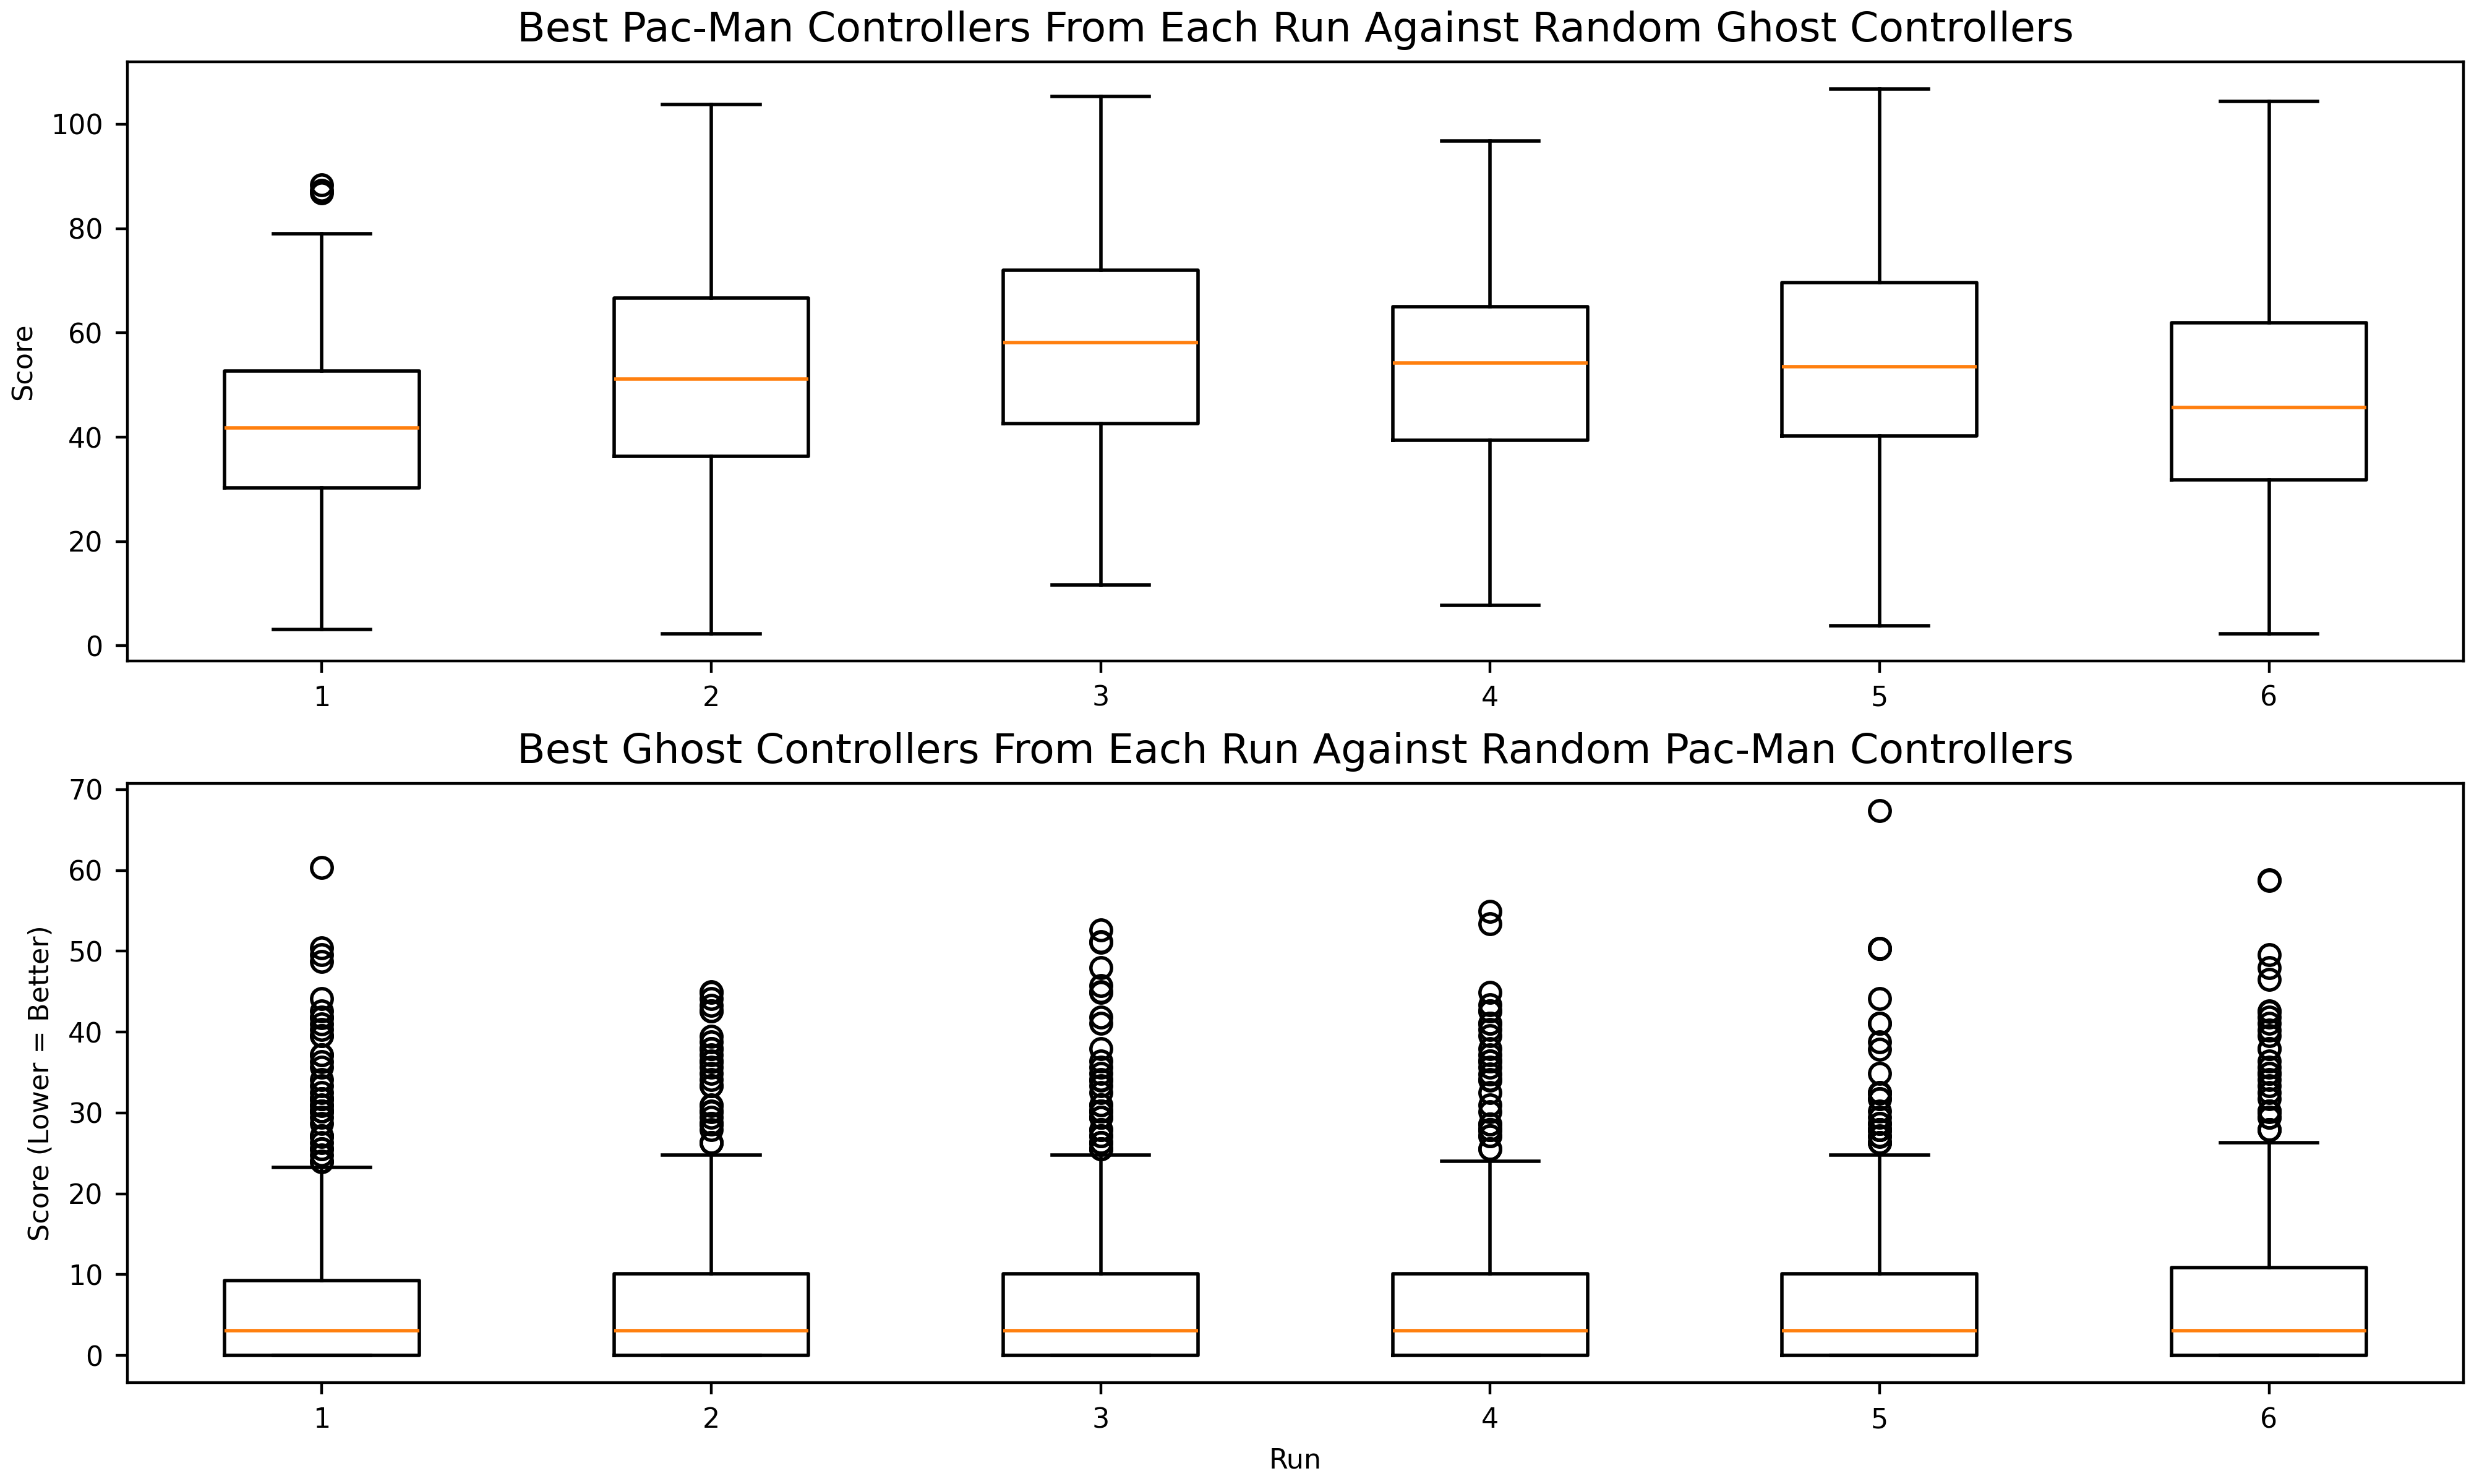 Best Pac-Man Controllers From Each Run Against Random Ghost Controllers
100
80
60
40
20
0
Score
1 2 3 4 5 6
Best Ghost Controllers From Each Run Against Random Pac-Man Controllers
70
60
50
40
30
20
10
0
Score (Lower = Better)
1 2 3 4 5 6
Run